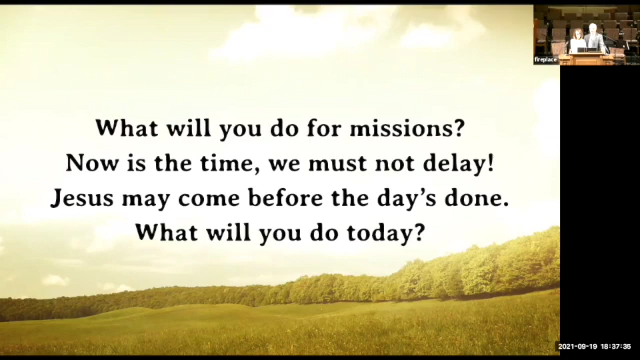 What will you do for missions?
Now is the time, we must not delay!
Jesus may come before the day's done.
What will you do today?
fireplace
2021-09-19 18:37:35